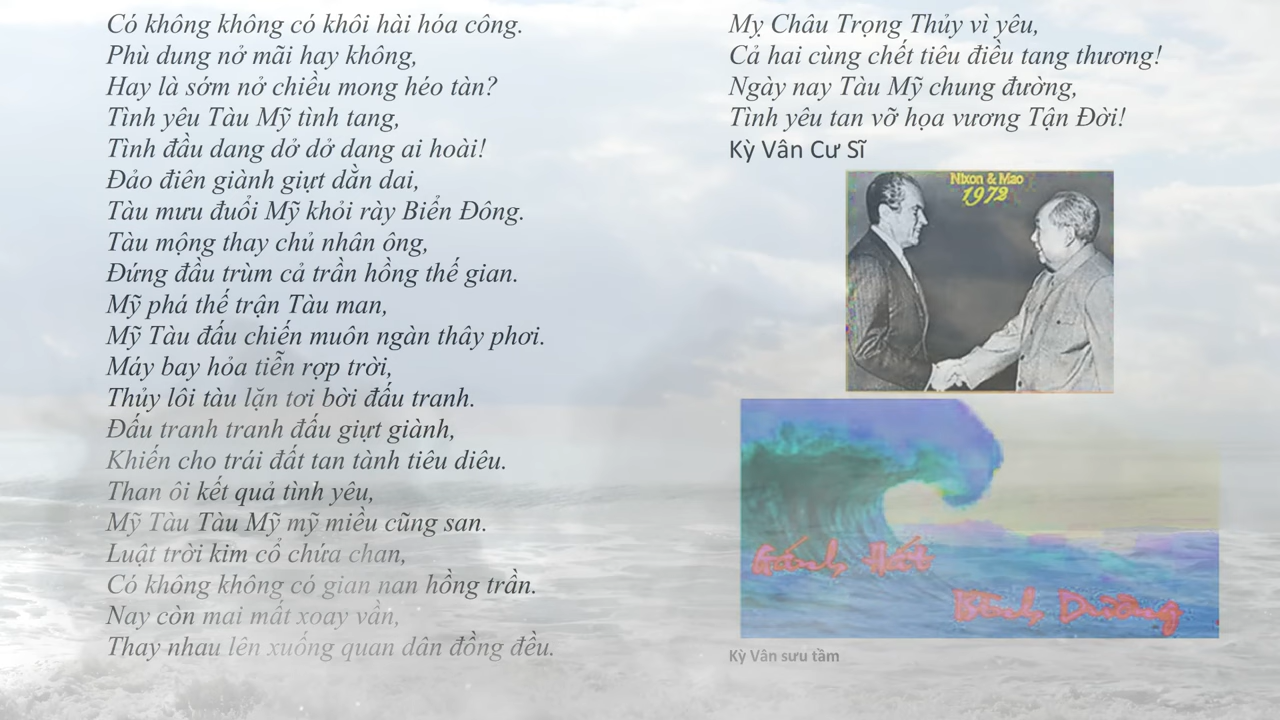 Có không không có khôi hài hóa công.
Phù dung nở mãi hay không,
Hay là sớm nở chiều mong héo tàn?
Tình yêu Tàu Mỹ tình tang,
Tình đầu dang dở dở dang ai hoài!
Đảo điên giành giựt dằn dai,
Tàu mưu đuổi Mỹ khỏi rày Biển Đông.
Tàu mộng thay chủ nhân ông,
Đứng đầu trùm cả trần hồng thế gian.
Mỹ phá thế trận Tàu man,
Mỹ Tàu đấu chiến muôn ngàn thây phơi.
Máy bay hỏa tiễn rợp trời,
Thủy lôi tàu lặn tơi bời đấu tranh.
Đấu tranh tranh đấu giựt giành,
Khiến cho trái đất tan tành tiêu diêu.
Than ôi kết quả tình yêu,
Mỹ Tàu Tàu Mỹ mỹ miều cũng san.
Luật trời kim cổ chứa chan,
Có không không có gian nan hồng trần.
Nay còn mai mất xoay vần,
Thay nhau lên xuống quan dân đồng đều.
Mỵ Châu Trọng Thủy vì yêu,
Cả hai cùng chết tiêu điều tang thương!
Ngày nay Tàu Mỹ chung đường,
Tình yêu tan vỡ họa vương Tận Đời!
Kỳ Vân Cư Sĩ
Nixon & Mao
1972
Gành Hát
Bình Dương
Kỳ Vân sưu tầm